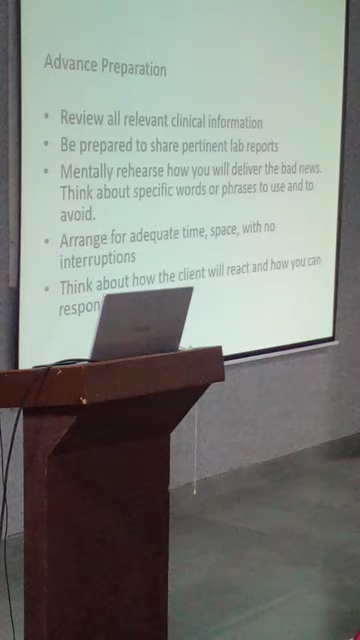 Advance Preparation
• Review all relevant clinical information
• Be prepared to share pertinent lab reports
• Mentally rehearse how you will deliver the bad news.
Think about specific words or phrases to use and to
avoid.
• Arrange for adequate time, space, with no
interruptions
• Think about how the client will react and how you can
respon